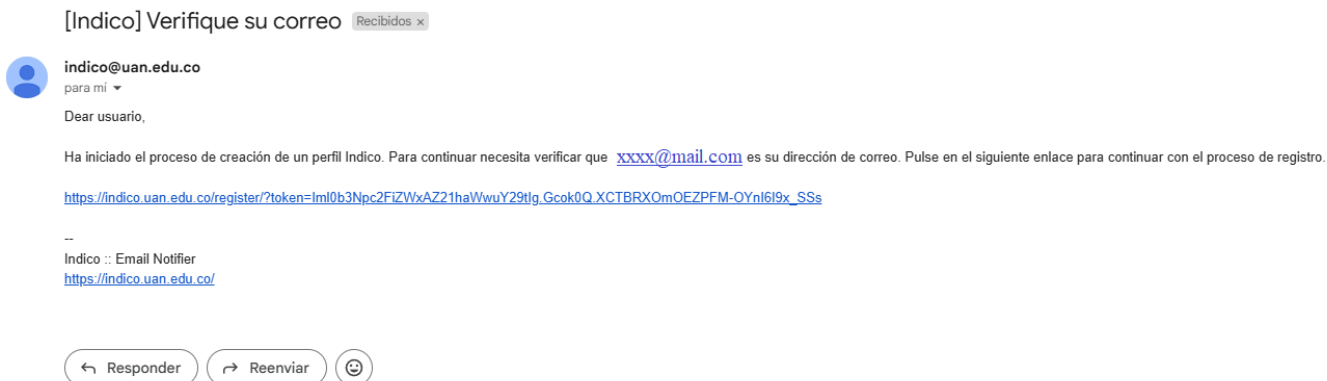 [Indico] Verifique su correo Recibidos ×
indico@uan.edu.co
para mí
Dear usuario,
Ha iniciado el proceso de creación de un perfil Indico. Para continuar necesita verificar que xxxx@mail.com es su dirección de correo. Pulse en el siguiente enlace para continuar con el proceso de registro.
https://indico.uan.edu.co/register/?token=Iml0b3Npc2FiZWxAZ21haWwuY29tIg.Gcok0Q.XCTBRXOmOEZPFM-OYnI6I9x_SSs
--
Indico :: Email Notifier
https://indico.uan.edu.co/
Responder Reenviar